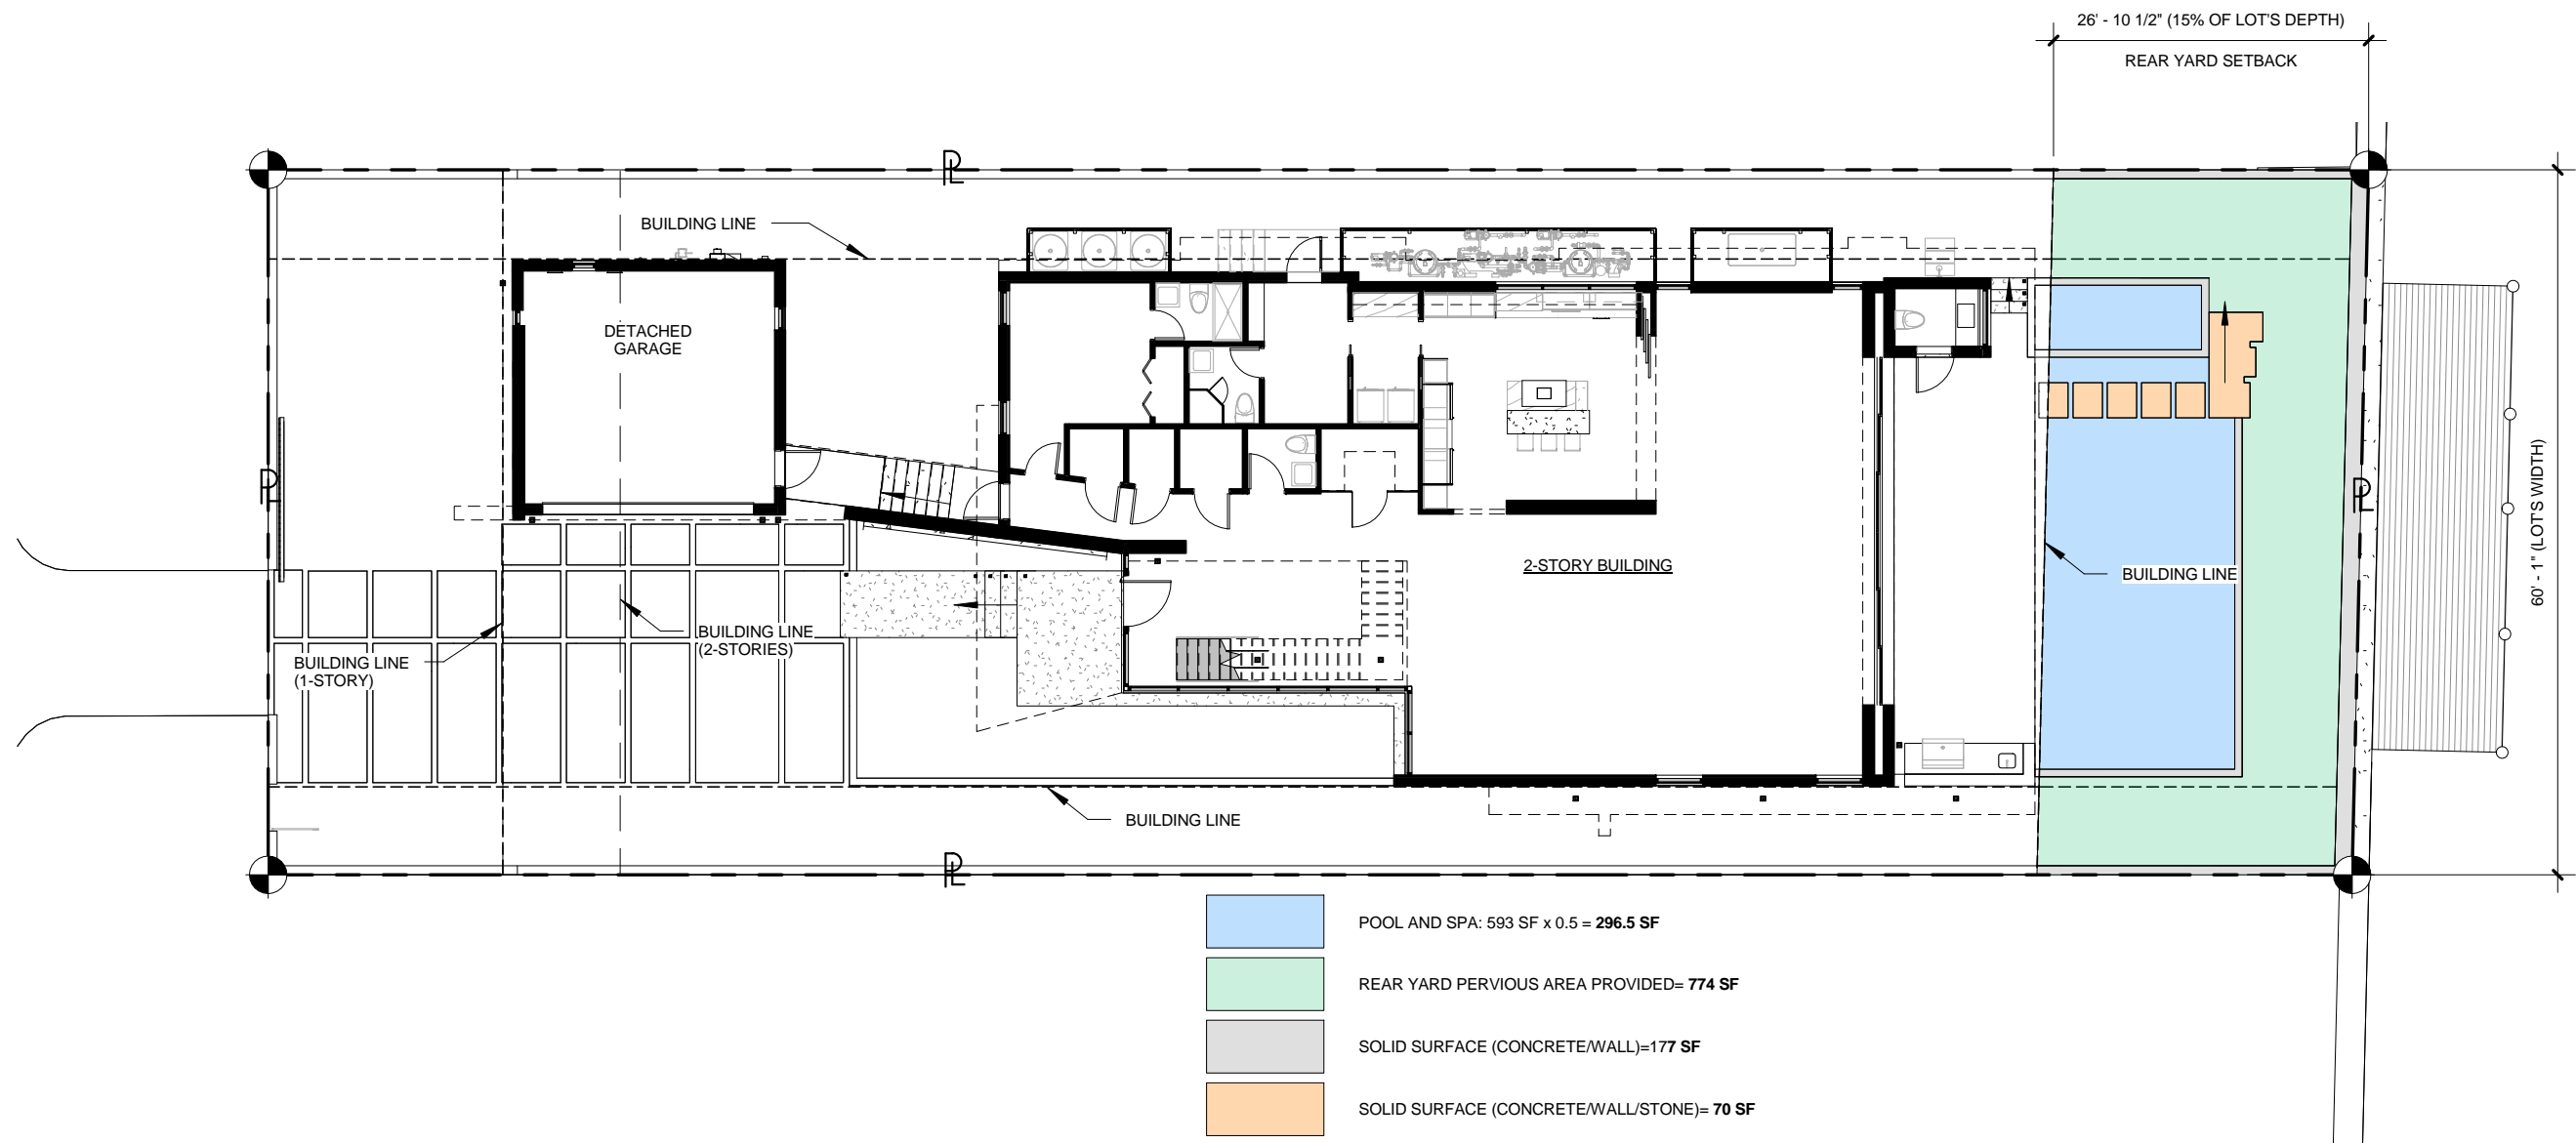 26' - 10 1/2" (15% OF LOT'S DEPTH)
REAR YARD SETBACK
PL
BUILDING LINE
DETACHED
GARAGE
PL
PL
60' - 1" (LOT'S WIDTH)
2-STORY BUILDING
BUILDING LINE
BUILDING LINE
(2-STORIES)
BUILDING LINE
(1-STORY)
BUILDING LINE
PL
POOL AND SPA: 593 SF x 0.5 = 296.5 SF
REAR YARD PERVIOUS AREA PROVIDED= 774 SF
SOLID SURFACE (CONCRETE/WALL)=177 SF
SOLID SURFACE (CONCRETE/WALL/STONE)= 70 SF